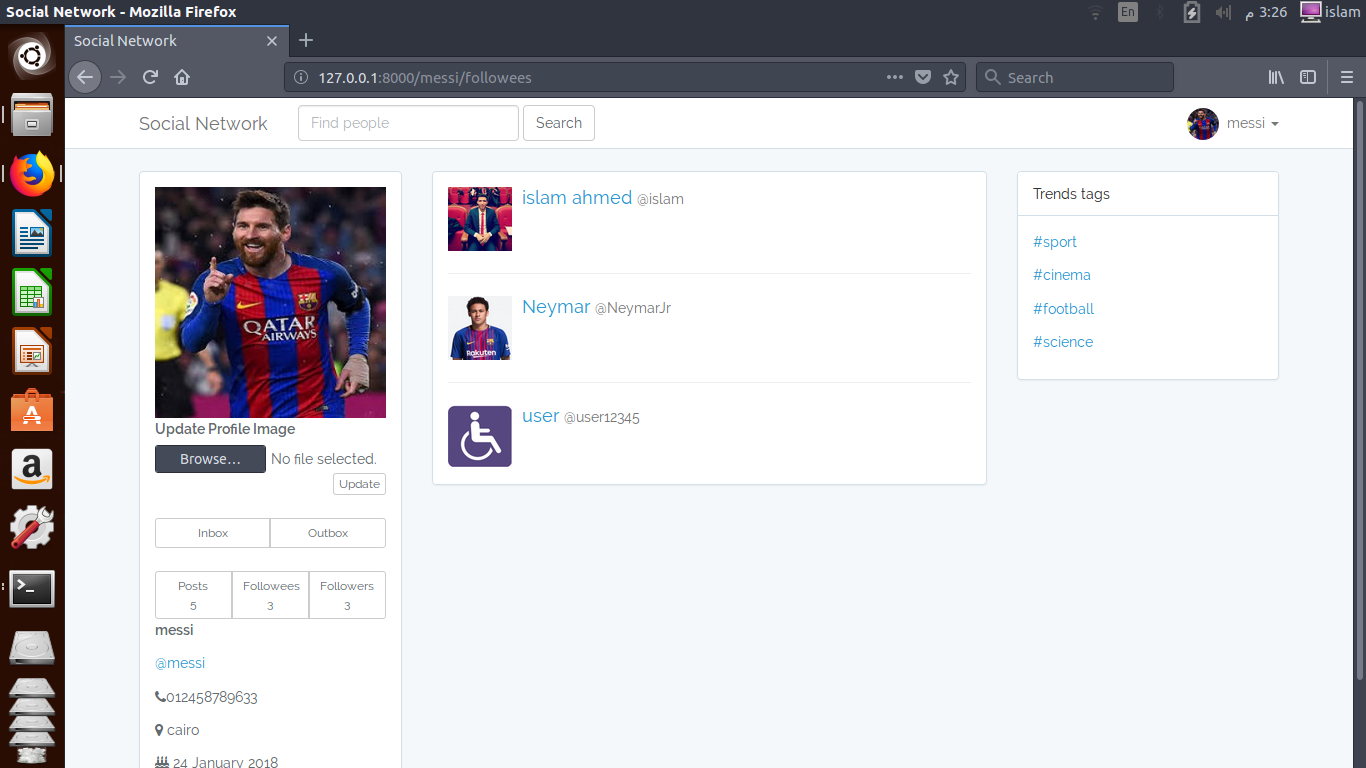 Social Network - Mozilla Firefox
En
م 3:26
islam
Social Network
127.0.0.1:8000/messi/followees
Search
Social Network
Find people
Search
messi
QATAR
AIRWAYS
Update Profile Image
Browse...
No file selected.
Update
Inbox
Outbox
Posts
5
Followees
3
Followers
3
messi
@messi
012458789633
cairo
24 January 2018
islam ahmed @islam
Neymar @NeymarJr
Rakuten
user @user12345
Trends tags
#sport
#cinema
#football
#science